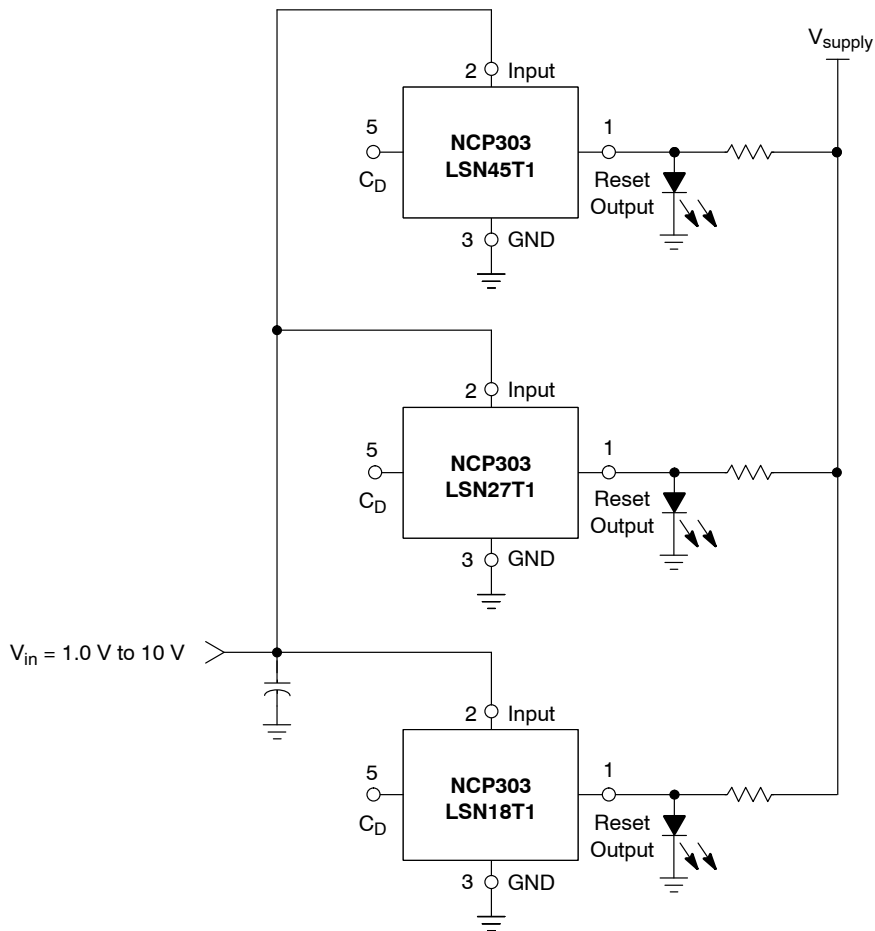 V_supply
2 Input
5
C_D
NCP303
LSN45T1
1
Reset
Output
3 GND
2 Input
5
C_D
NCP303
LSN27T1
1
Reset
Output
3 GND
V_in = 1.0 V to 10 V
2 Input
5
C_D
NCP303
LSN18T1
1
Reset
Output
3 GND